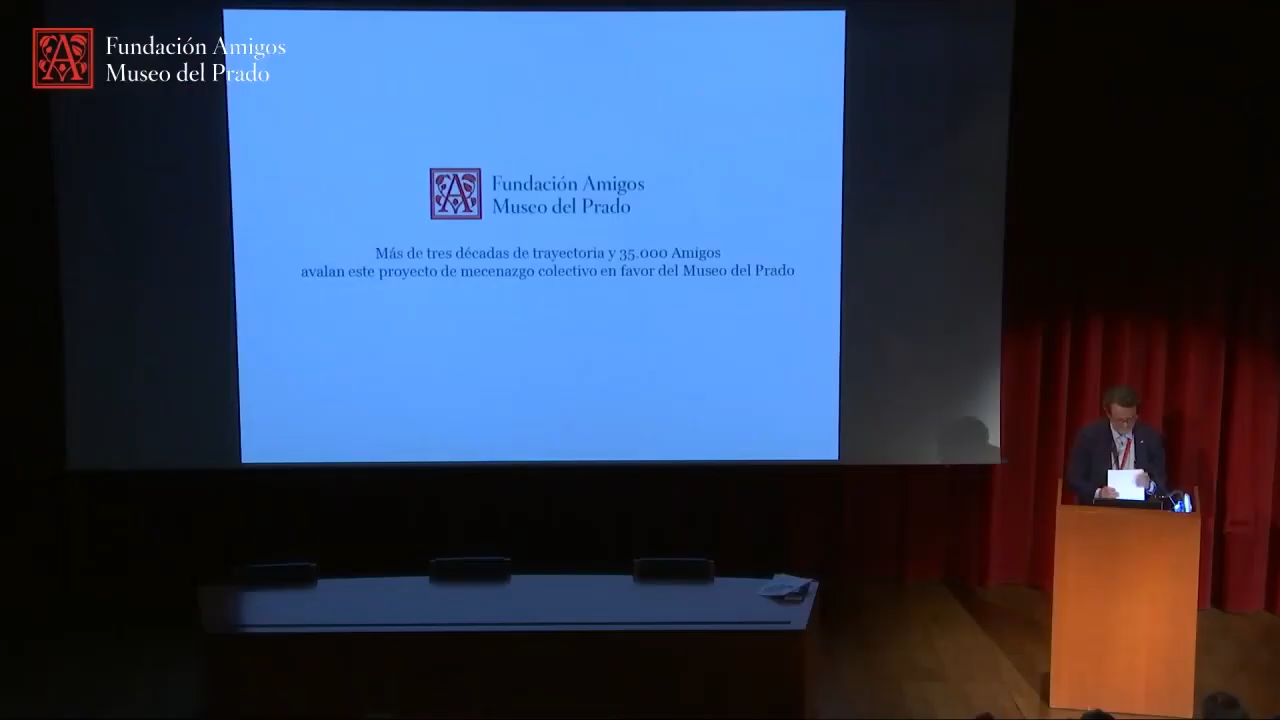 Fundación Amigos
Museo del Prado
Fundación Amigos
Museo del Prado
Más de tres décadas de trayectoria y 35.000 Amigos
avalan este proyecto de mecenazgo colectivo en favor del Museo del Prado